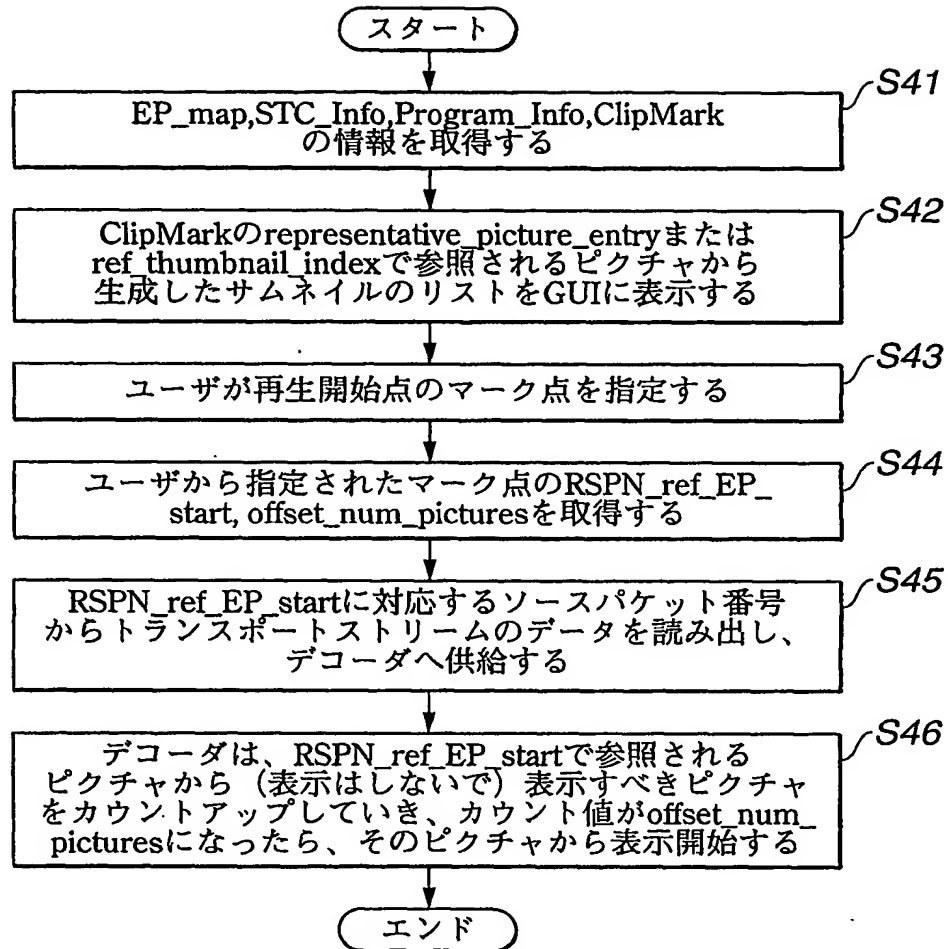 スタート
S41
EP_map,STC_Info,Program_Info,ClipMark
の情報を取得する
S42
ClipMarkのrepresentative_picture_entryまたは
ref_thumbnail_indexで参照されるピクチャから
生成したサムネイルのリストをGUIに表示する
S43
ユーザが再生開始点のマーク点を指定する
S44
ユーザから指定されたマーク点のRSPN_ref_EP_
start, offset_num_picturesを取得する
S45
RSPN_ref_EP_startに対応するソースパケット番号
からトランスポートストリームのデータを読み出し、
デコーダへ供給する
S46
デコーダは、RSPN_ref_EP_startで参照される
ピクチャから（表示はしないで）表示すべきピクチャ
をカウントアップしていき、カウント値がoffset_num_
picturesになったら、そのピクチャから表示開始する
エンド